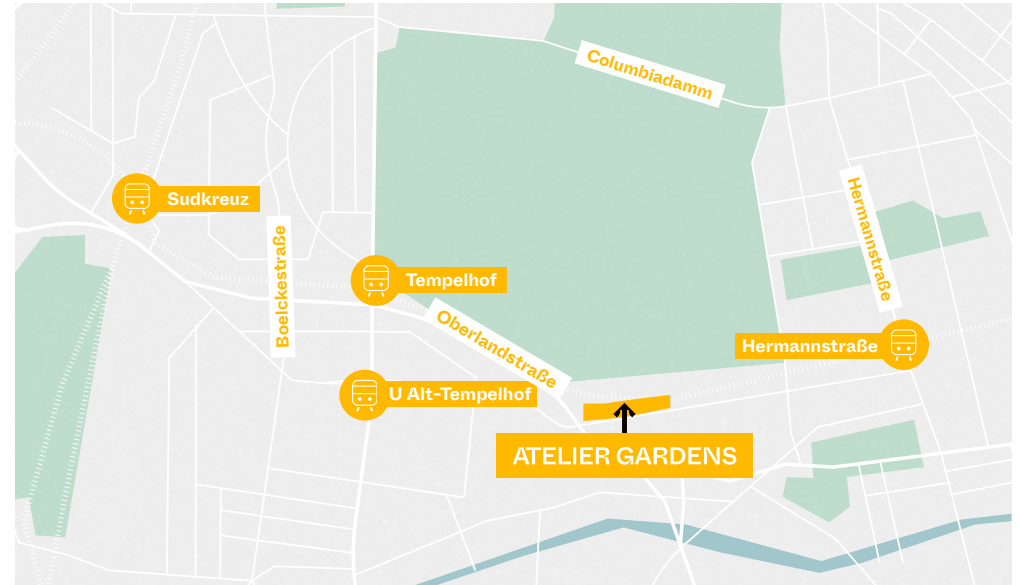 Columbiadamm
Hermannstraße
Sudkreuz
Boelckestraße
Tempelhof
Oberlandstraße
Hermannstraße
U Alt-Tempelhof
ATELIER GARDENS